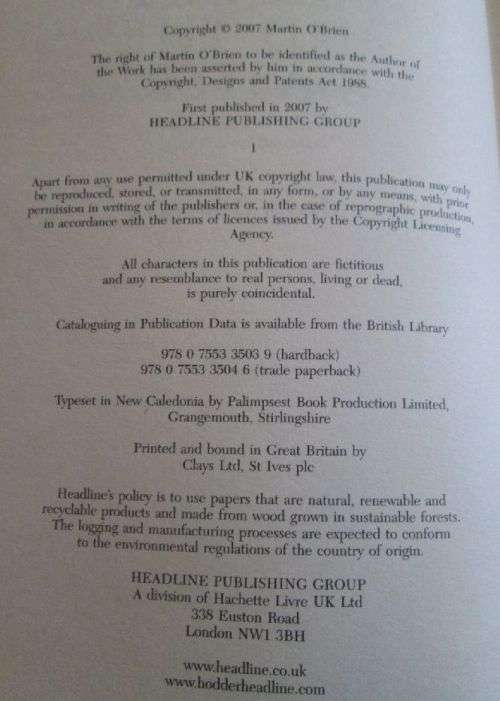 Copyright © 2007 Martin O'Brien
The right of Martin O'Brien to be identified as the Author of
the Work has been asserted by him in accordance with the
Copyright, Designs and Patents Act 1988.
First published in 2007 by
HEADLINE PUBLISHING GROUP
1
Apart from any use permitted under UK copyright law, this publication may only
be reproduced, stored, or transmitted, in any form, or by any means, with prior
permission in writing of the publishers or, in the case of reprographic production,
in accordance with the terms of licences issued by the Copyright Licensing
Agency.
All characters in this publication are fictitious
and any resemblance to real persons, living or dead,
is purely coincidental.
Cataloguing in Publication Data is available from the British Library
978 0 7553 3503 9 (hardback)
978 0 7553 3504 6 (trade paperback)
Typeset in New Caledonia by Palimpsest Book Production Limited,
Grangemouth, Stirlingshire
Printed and bound in Great Britain by
Clays Ltd, St Ives plc
Headline's policy is to use papers that are natural, renewable and
recyclable products and made from wood grown in sustainable forests.
The logging and manufacturing processes are expected to conform
to the environmental regulations of the country of origin.
HEADLINE PUBLISHING GROUP
A division of Hachette Livre UK Ltd
338 Euston Road
London NW1 3BH
www.headline.co.uk
www.hodderheadline.com